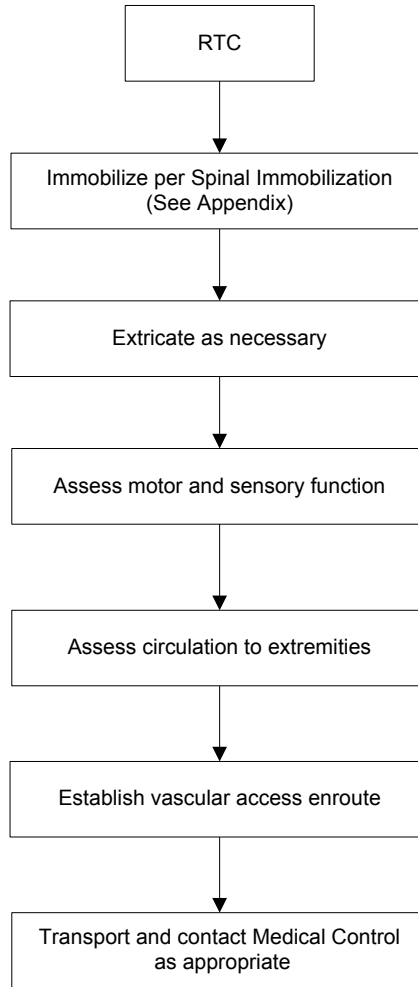 RTC
Immobilize per Spinal Immobilization
(See Appendix)
Extricate as necessary
Assess motor and sensory function
Assess circulation to extremities
Establish vascular access enroute
Transport and contact Medical Control
as appropriate